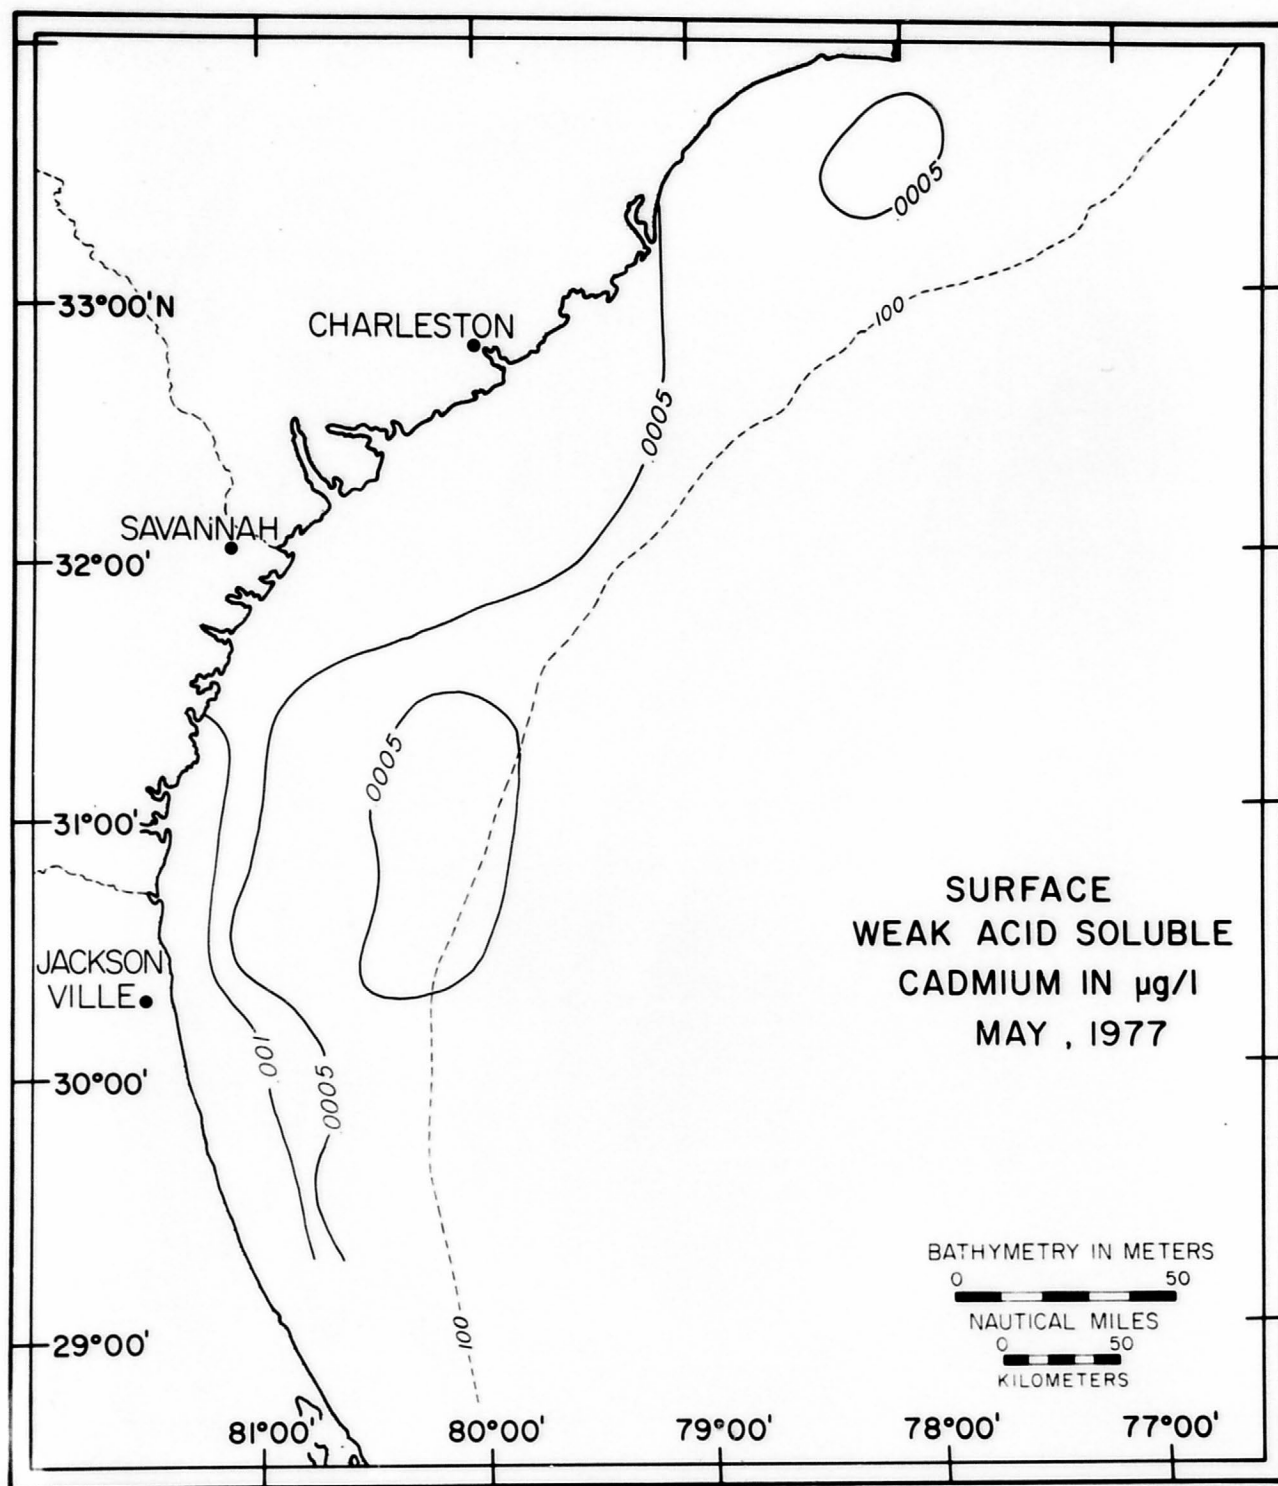 .0005
33°00'N
100
CHARLESTON
.0005
SAVANNAH
32°00'
.0005
31°00'
SURFACE
WEAK ACID SOLUBLE
CADMIUM IN µg/l
MAY , 1977
JACKSON
VILLE
.001
.0005
30°00'
BATHYMETRY IN METERS
0 50
NAUTICAL MILES
0 50
KILOMETERS
100
29°00'
81°00' 80°00' 79°00' 78°00' 77°00'